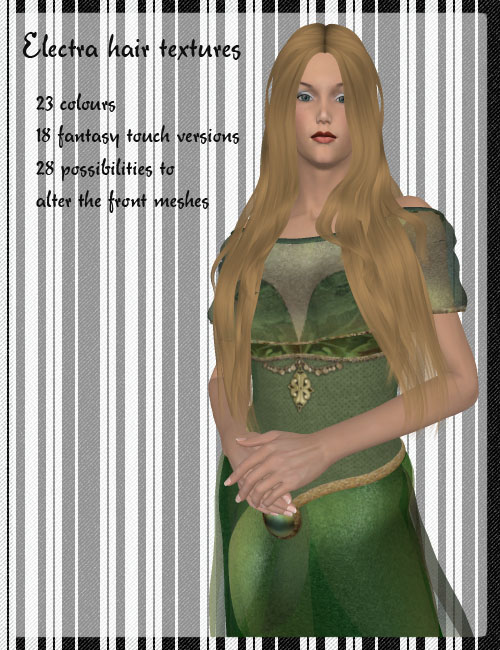 Electra hair textures
23 colours
18 fantasy touch versions
28 possibilities to
alter the front meshes